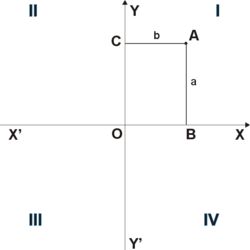 II Y I
C b A
a
X' O B X
III IV
Y'